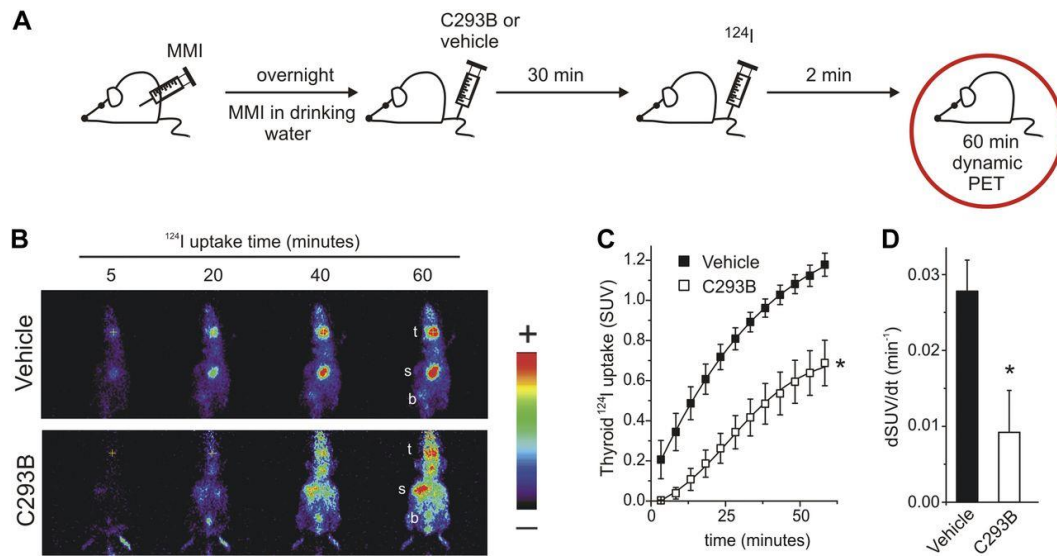 A
MMI
overnight
MMI in drinking
water
C293B or
vehicle
30 min
¹²⁴I
2 min
60 min
dynamic
PET
B
¹²⁴I uptake time (minutes)
5 20 40 60
Vehicle
t
s
b
C293B
t
s
b
+
−
C
Vehicle
C293B
Thyroid ¹²⁴I uptake (SUV)
1.2
1.0
0.8
0.6
0.4
0.2
0.0
*
0 25 50
time (minutes)
D
dSUV/dt (min⁻¹)
0.03
0.02
0.01
0.00
*
Vehicle
C293B